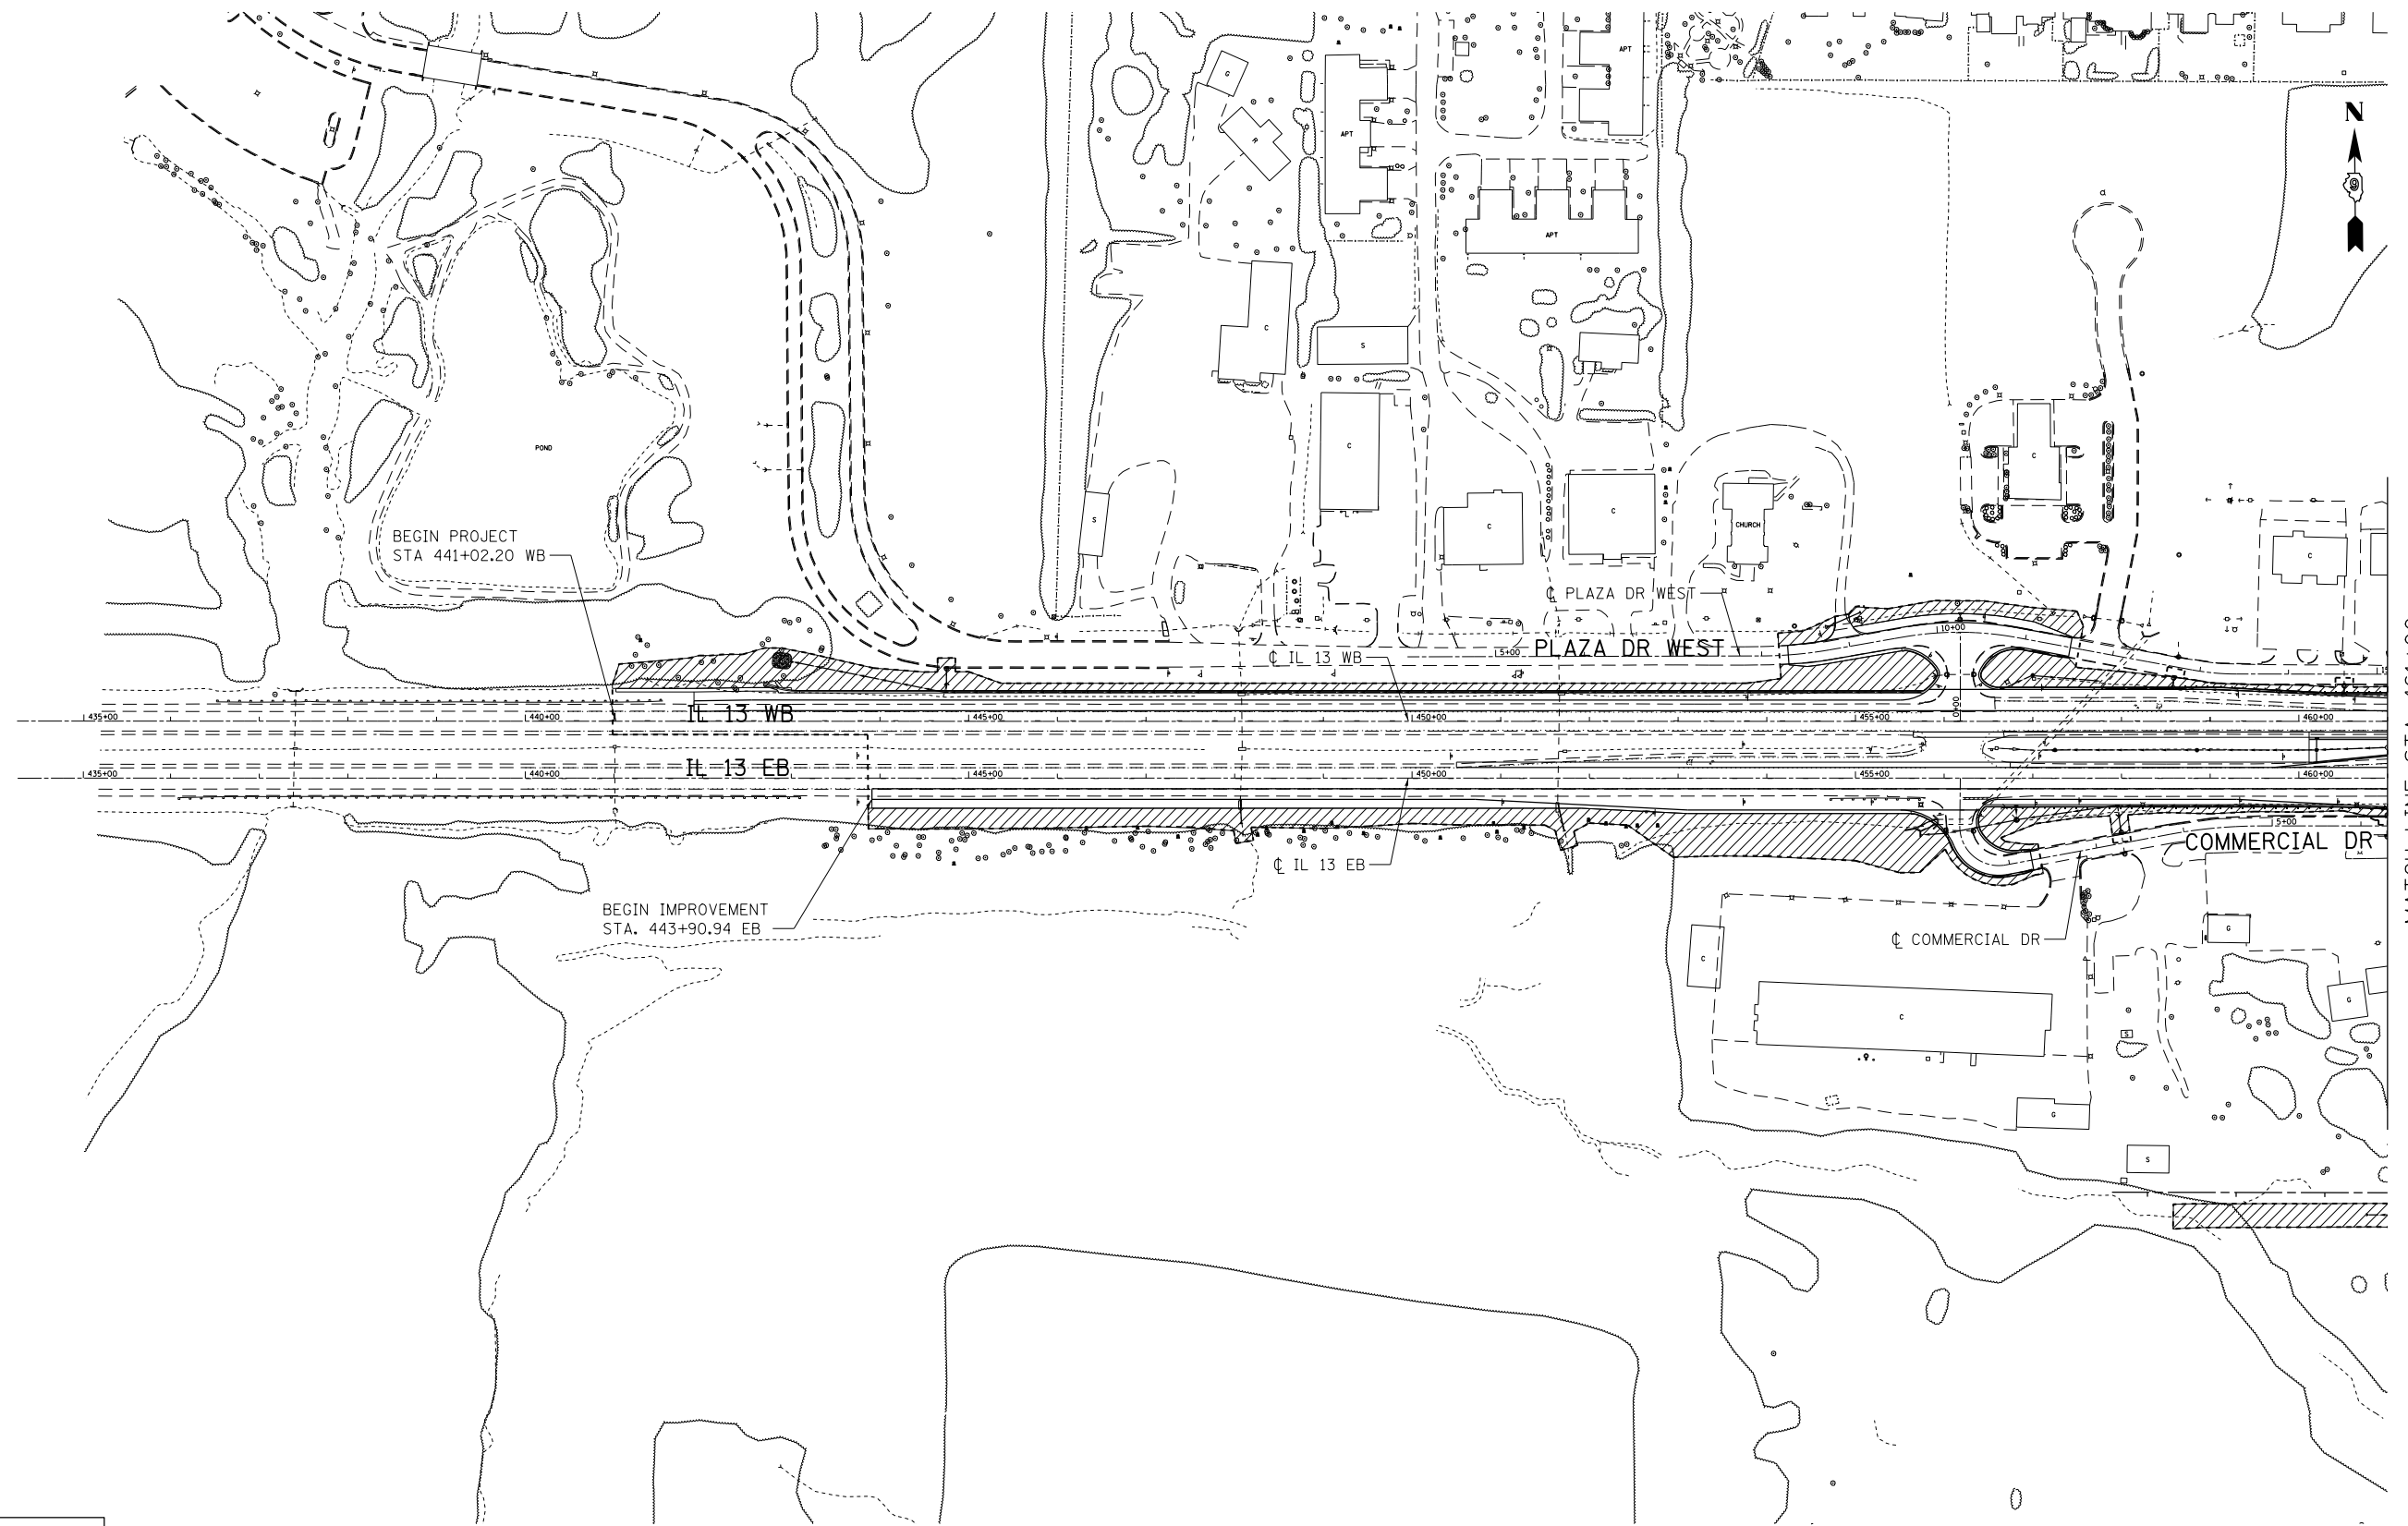 APT
N
G
R
APT
APT
C
S
C
POND
C
C
C
CHURCH
C
C
S
BEGIN PROJECT
STA 441+02.20 WB
℄ PLAZA DR WEST
10+00
5+00
PLAZA DR WEST
℄ IL 13 WB
IL 13 WB
0+00
435+00
440+00
445+00
450+00
455+00
460+00
IL 13 EB
435+00
440+00
445+00
450+00
455+00
460+00
5+00
COMMERCIAL DR
℄ IL 13 EB
BEGIN IMPROVEMENT
STA. 443+90.94 EB
℄ COMMERCIAL DR
G
C
G
C
S
G
S